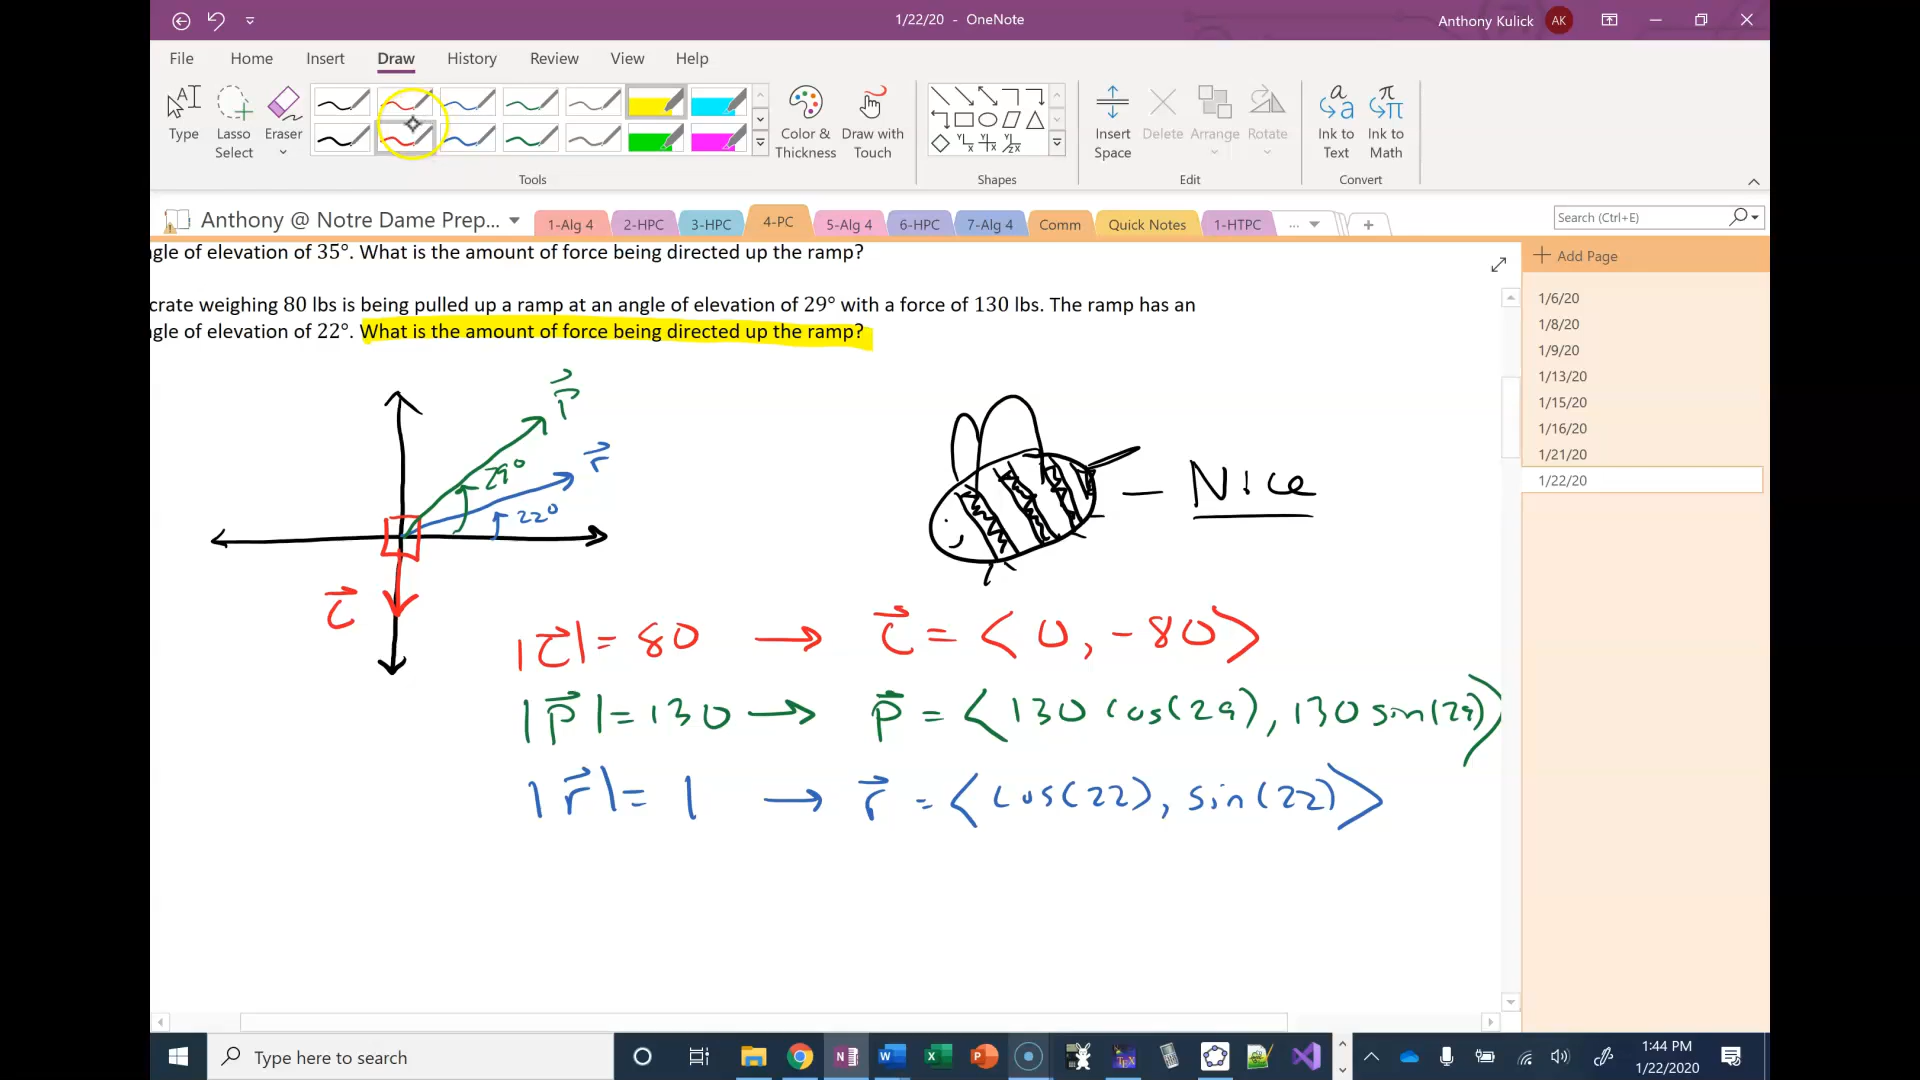 1/22/20 - OneNote
Anthony Kulick AK
File Home Insert Draw History Review View Help
Type
Lasso Select
Eraser
Color & Thickness
Draw with Touch
Insert Space
Delete
Arrange
Rotate
Ink to Text
Ink to Math
Tools Shapes Edit Convert
Anthony @ Notre Dame Prep... 1-Alg 4 2-HPC 3-HPC 4-PC 5-Alg 4 6-HPC 7-Alg 4 Comm Quick Notes 1-HTPC ... +
Search (Ctrl+E)
gle of elevation of 35°. What is the amount of force being directed up the ramp?
crate weighing 80 lbs is being pulled up a ramp at an angle of elevation of 29° with a force of 130 lbs. The ramp has an
gle of elevation of 22°. What is the amount of force being directed up the ramp?
Add Page
1/6/20
1/8/20
1/9/20
1/13/20
1/15/20
1/16/20
1/21/20
1/22/20
p⃗
r⃗
29°
22°
c⃗
— Nice
|c⃗| = 80 → c⃗ = ⟨0, -80⟩
|p⃗| = 130 → p⃗ = ⟨130 cos(29), 130 sin(29)⟩
|r⃗| = 1 → r⃗ = ⟨cos(22), sin(22)⟩
Type here to search
1:44 PM
1/22/2020